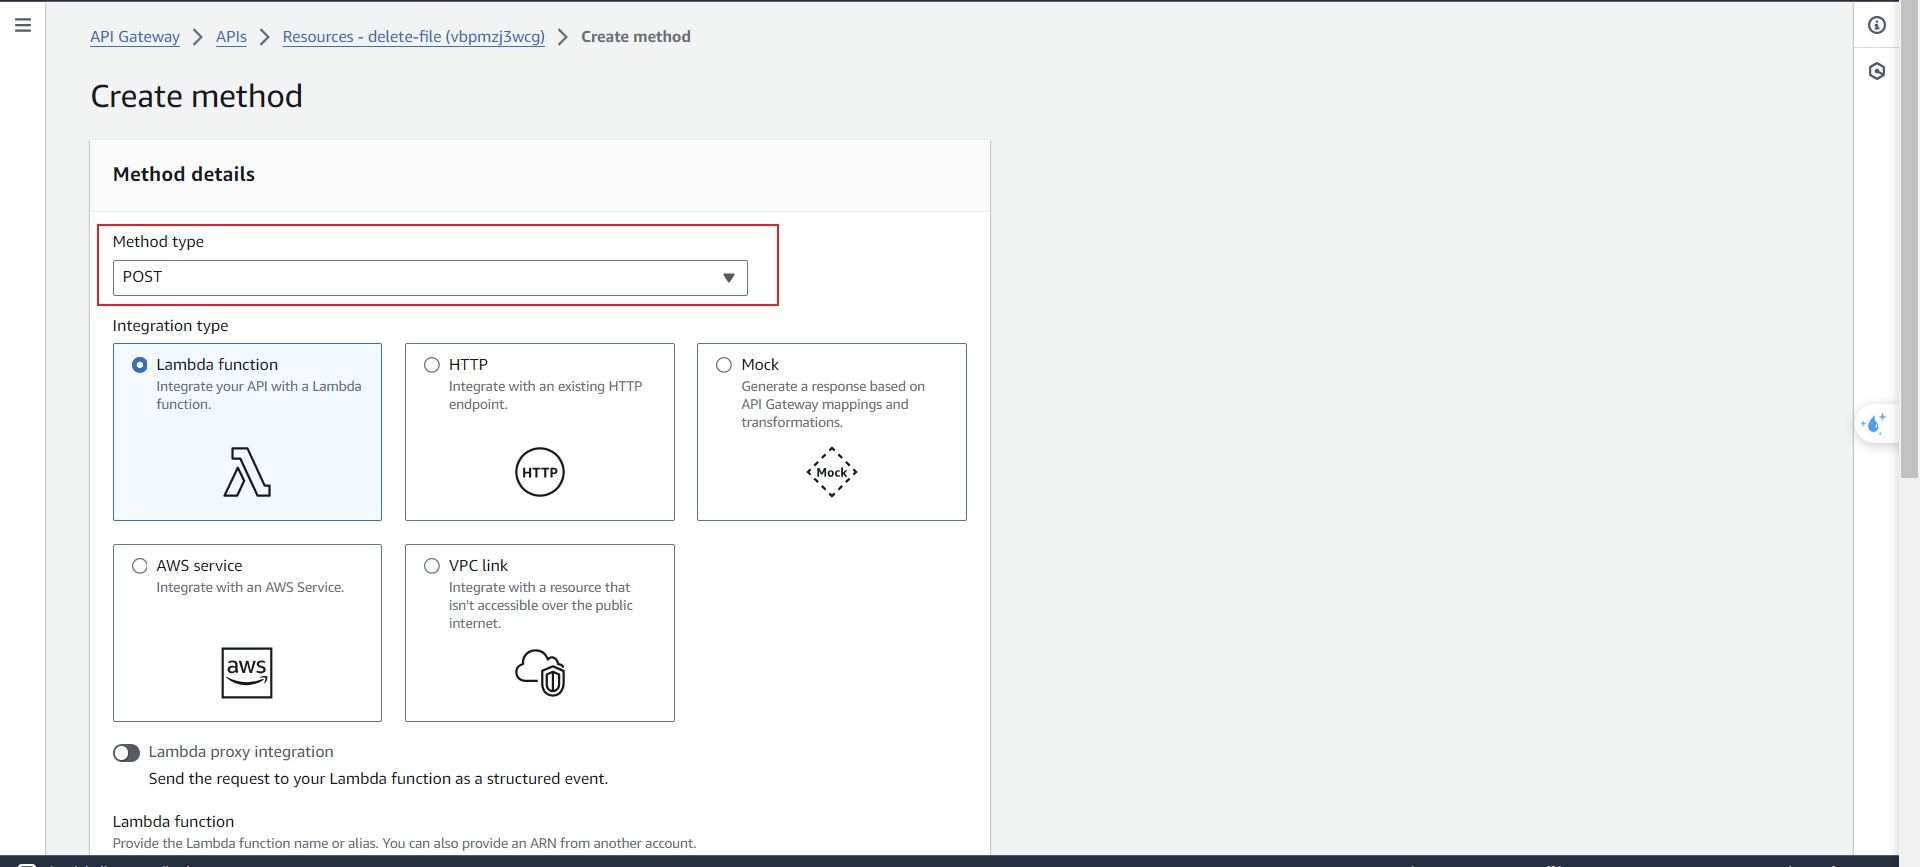 API Gateway > APIs > Resources - delete-file (vbpmzj3wcg) > Create method
Create method
Method details
Method type
POST
Integration type
Lambda function
Integrate your API with a Lambda
function.
HTTP
Integrate with an existing HTTP
endpoint.
HTTP
Mock
Generate a response based on
API Gateway mappings and
transformations.
Mock
AWS service
Integrate with an AWS Service.
aws
VPC link
Integrate with a resource that
isn't accessible over the public
internet.
Lambda proxy integration
Send the request to your Lambda function as a structured event.
Lambda function
Provide the Lambda function name or alias. You can also provide an ARN from another account.